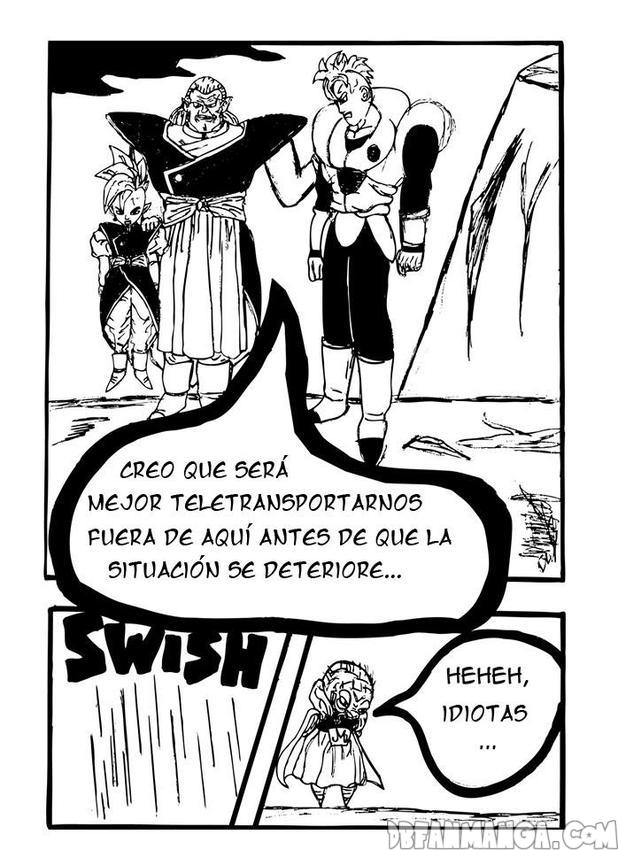 CREO QUE SERÁ
MEJOR TELETRANSPORTARNOS
FUERA DE AQUÍ ANTES DE QUE LA
SITUACIÓN SE DETERIORE...
SWISH
HEHEH,
IDIOTAS
...
M
DBFANMANGA.COM